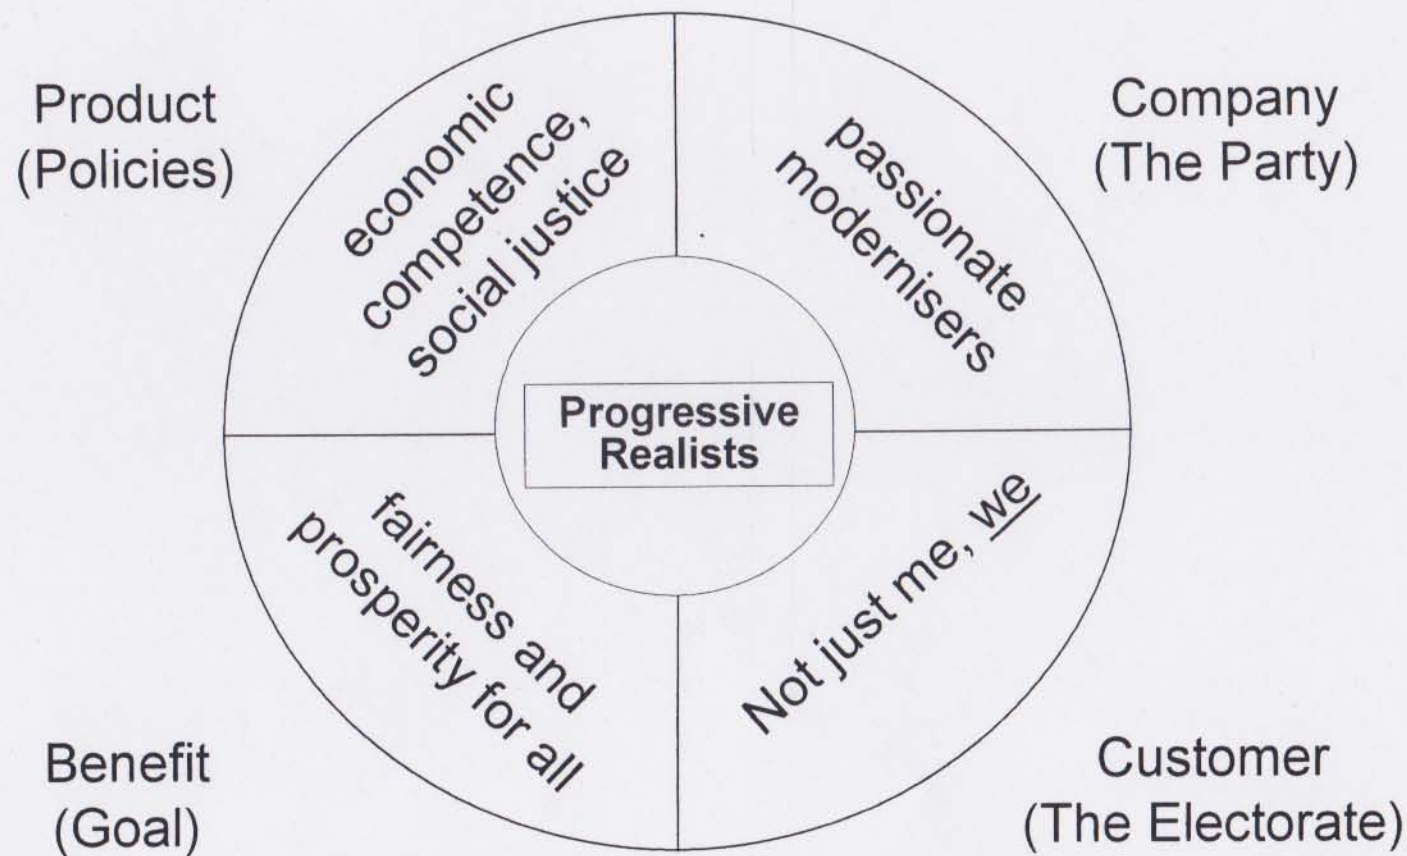 Product
(Policies)
economic
competence,
social justice
passionate
modernisers
Company
(The Party)
Progressive
Realists
Benefit
(Goal)
fairness and
prosperity for all
Not just me, we
Customer
(The Electorate)